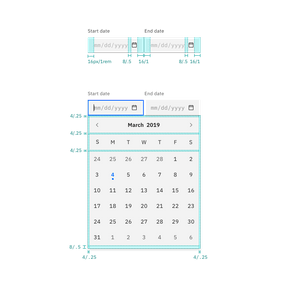 Start date End date
mm/dd/yyyy mm/dd/yyyy
16px/1rem 8/.5 16/1 8/.5 16/1
Start date End date
mm/dd/yyyy mm/dd/yyyy
4/.25
March 2019
4/.25
S M T W T F S
4/.25
24 25 26 27 28 1 2
3 4 5 6 7 8 9
10 11 12 13 14 15 16
17 18 19 20 21 22 23
24 25 26 27 28 29 30
31 1 2 3 4 5 6
8/.5
4/.25 4/.25